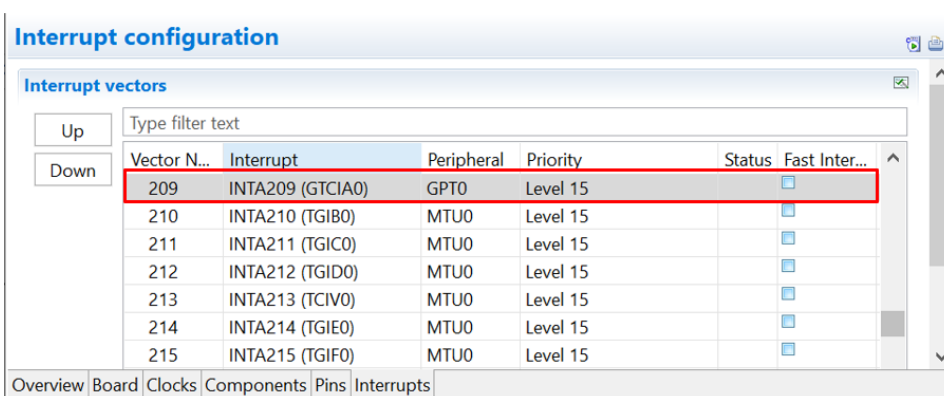 Interrupt configuration
Interrupt vectors
Up
Down
Type filter text
Vector N... Interrupt Peripheral Priority Status Fast Inter...
209 INTA209 (GTCIA0) GPT0 Level 15
210 INTA210 (TGIB0) MTU0 Level 15
211 INTA211 (TGIC0) MTU0 Level 15
212 INTA212 (TGID0) MTU0 Level 15
213 INTA213 (TCIV0) MTU0 Level 15
214 INTA214 (TGIE0) MTU0 Level 15
215 INTA215 (TGIF0) MTU0 Level 15
Overview Board Clocks Components Pins Interrupts